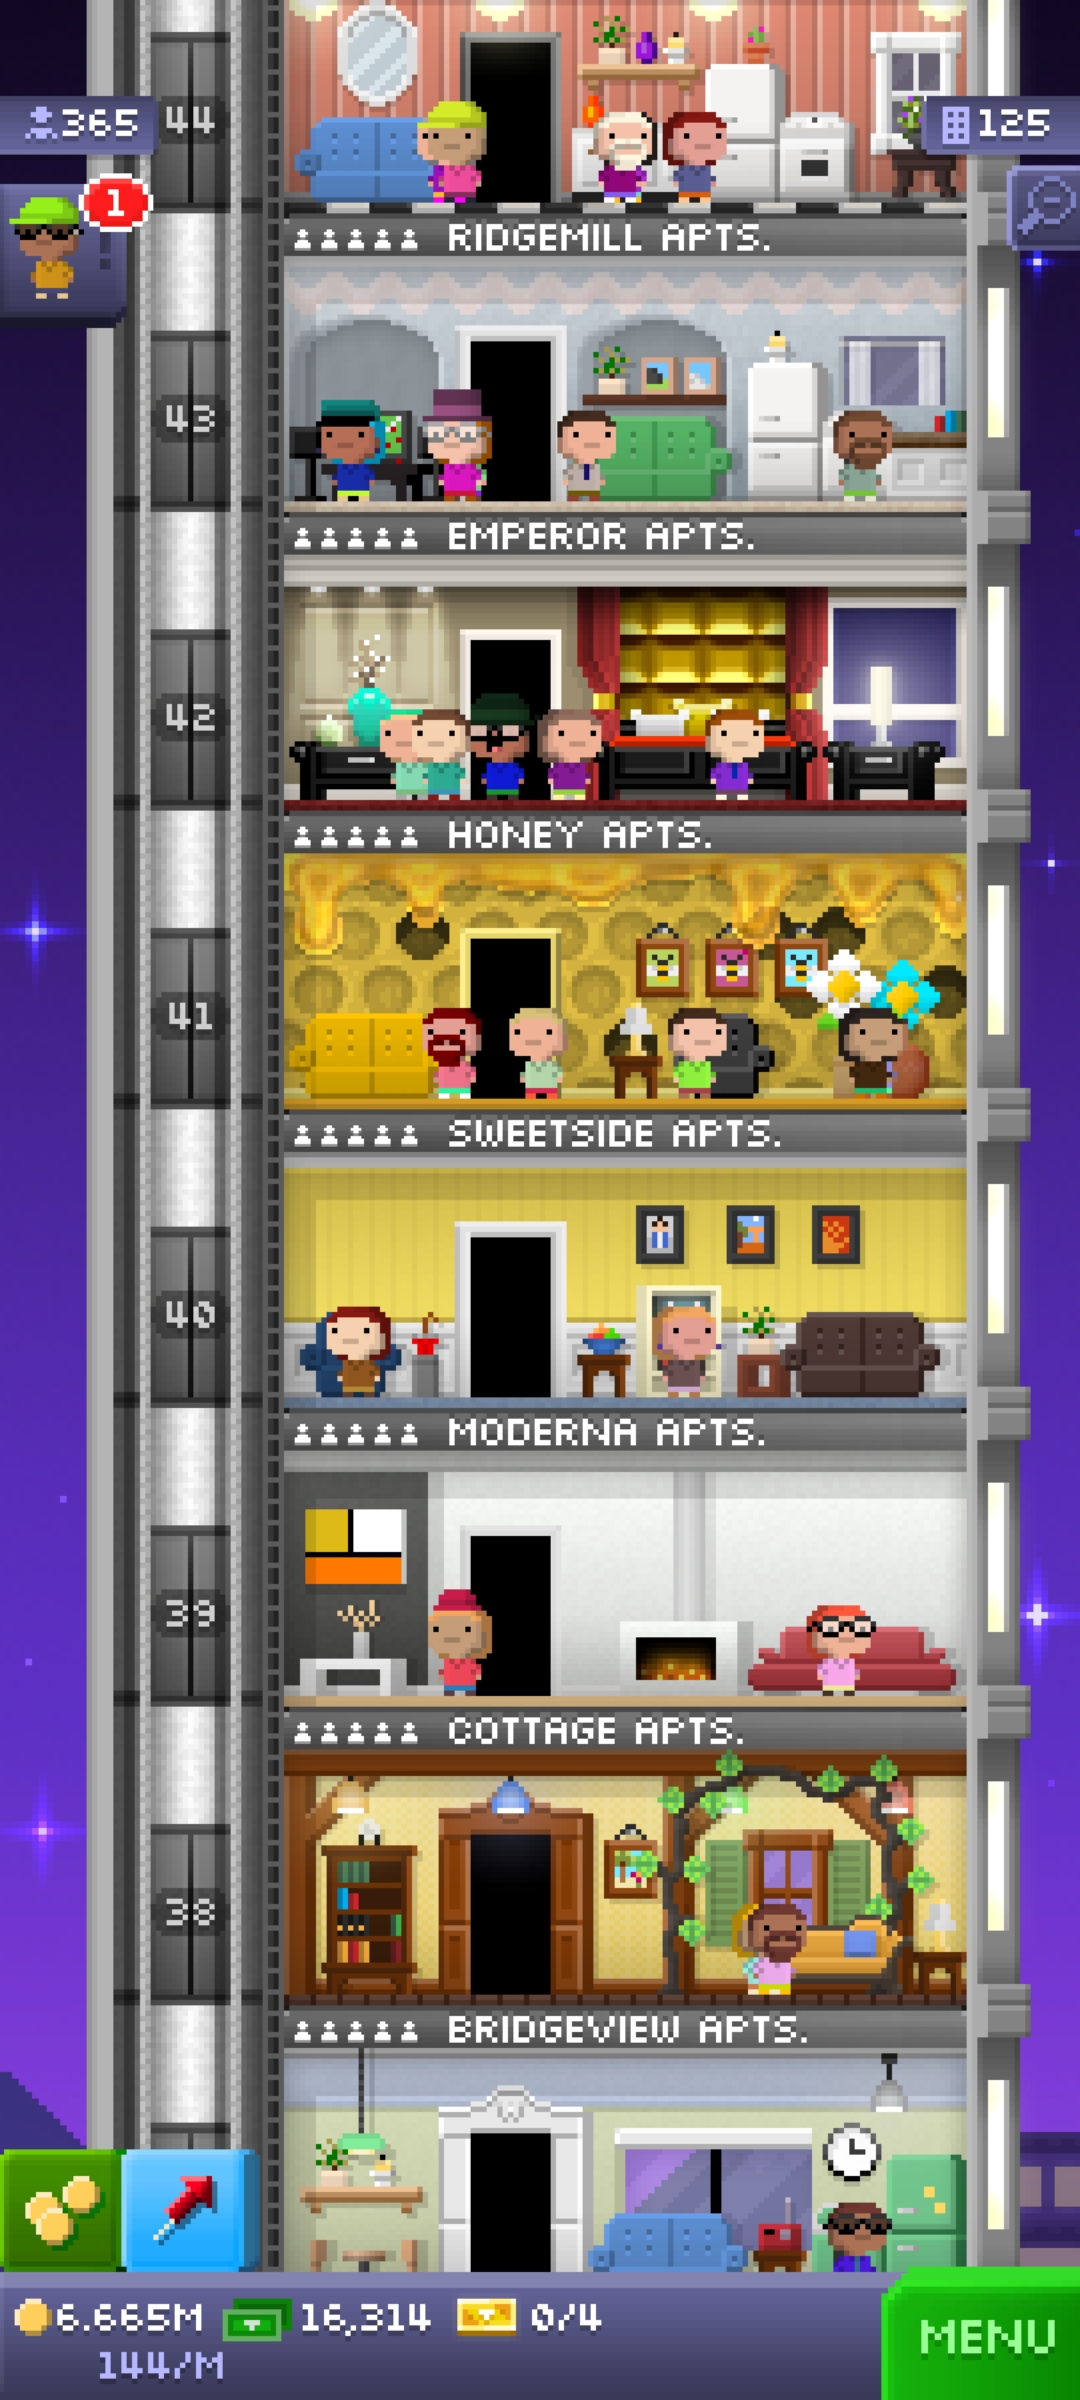 44
365
125
1
RIDGEMILL APTS.
43
EMPEROR APTS.
42
HONEY APTS.
41
SWEETSIDE APTS.
40
MODERNA APTS.
39
COTTAGE APTS.
38
BRIDGEVIEW APTS.
6.665M 16,314 0/4
144/M
MENU